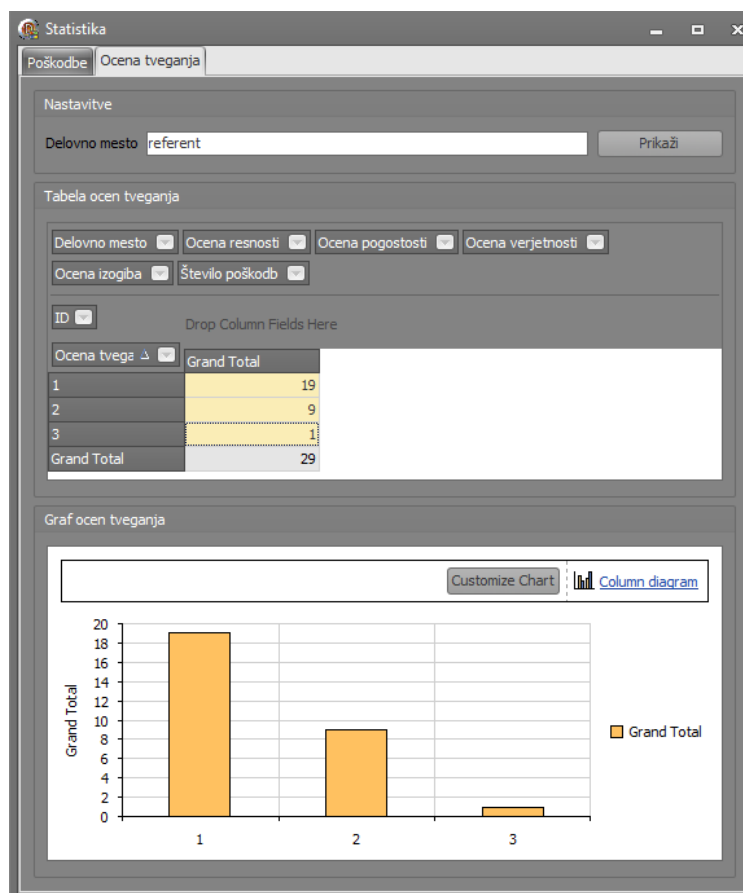 Statistika
Poškodbe Ocena tveganja
Nastavitve
Delovno mesto referent Prikaži
Tabela ocen tveganja
Delovno mesto Ocena resnosti Ocena pogostosti Ocena verjetnosti
Ocena izogiba Število poškodb
ID Drop Column Fields Here
Ocena tvega Grand Total
1 19
2 9
3 1
Grand Total 29
Graf ocen tveganja
Customize Chart Column diagram
20
18
16
14
12
10
8
6
4
2
0
Grand Total
1 2 3
Grand Total